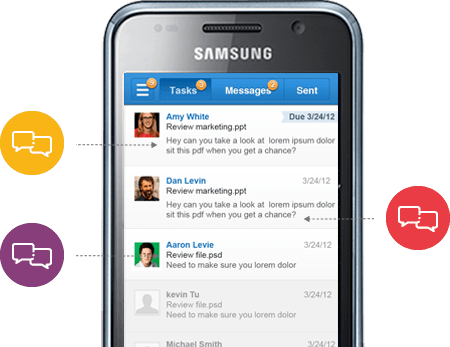 SAMSUNG
9
Tasks
3
Messages
2
Sent
Amy White
Due 3/24/12
Review marketing.ppt
Hey can you take a look at lorem ipsum dolor
sit this pdf when you get a chance?
Dan Levin
3/24/12
Review marketing.ppt
Hey can you take a look at lorem ipsum dolor
sit this pdf when you get a chance?
Aaron Levie
3/24/12
Review file.psd
Need to make sure you lorem dolor
kevin Tu
3/24/12
Review file.psd
Need to make sure you lorem dolor
Michael Smith
3/24/12